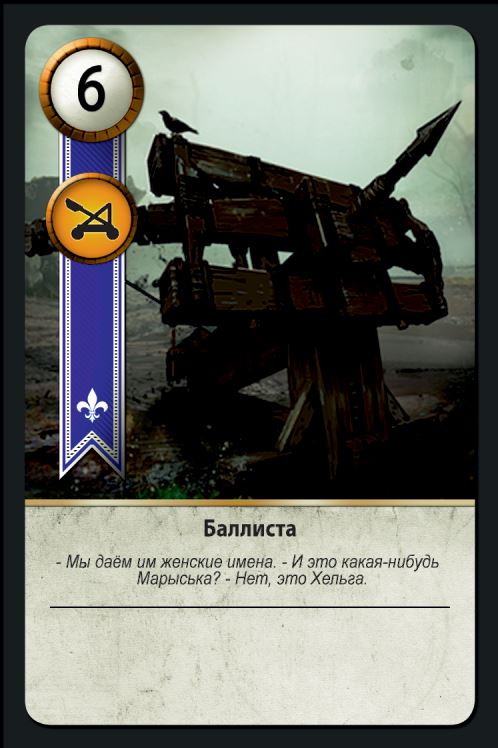 6
Баллиста
- Мы даём им женские имена. - И это какая-нибудь
Марыська? - Нет, это Хельга.